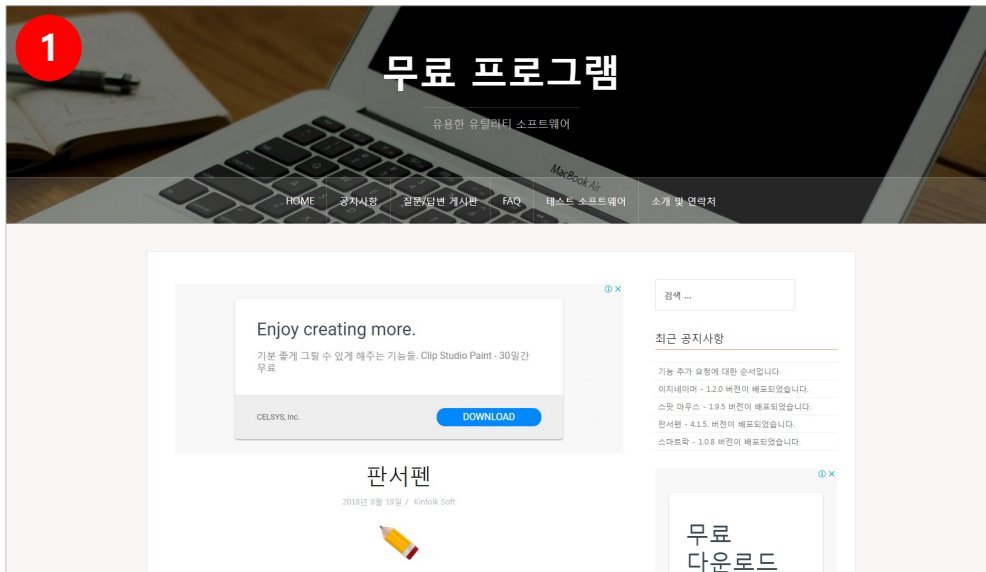 1
무료 프로그램
유용한 유틸리티 소프트웨어
MacBook Air
HOME 공지사항 질문/답변 게시판 FAQ 테스트 소프트웨어 소개 및 연락처
Enjoy creating more.
기분 좋게 그릴 수 있게 해주는 기능들. Clip Studio Paint - 30일간
무료
CELSYS, Inc.
DOWNLOAD
판서펜
2018년 8월 19일 / Kinfolk Soft
검색 ...
최근 공지사항
기능 추가 요청에 대한 순서입니다.
이지네이머 - 1.2.0 버전이 배포되었습니다.
스팟 마우스 - 1.9.5 버전이 배포되었습니다.
판서펜 - 4.1.5. 버전이 배포되었습니다.
스마트락 - 1.0.8 버전이 배포되었습니다.
무료
다운로드